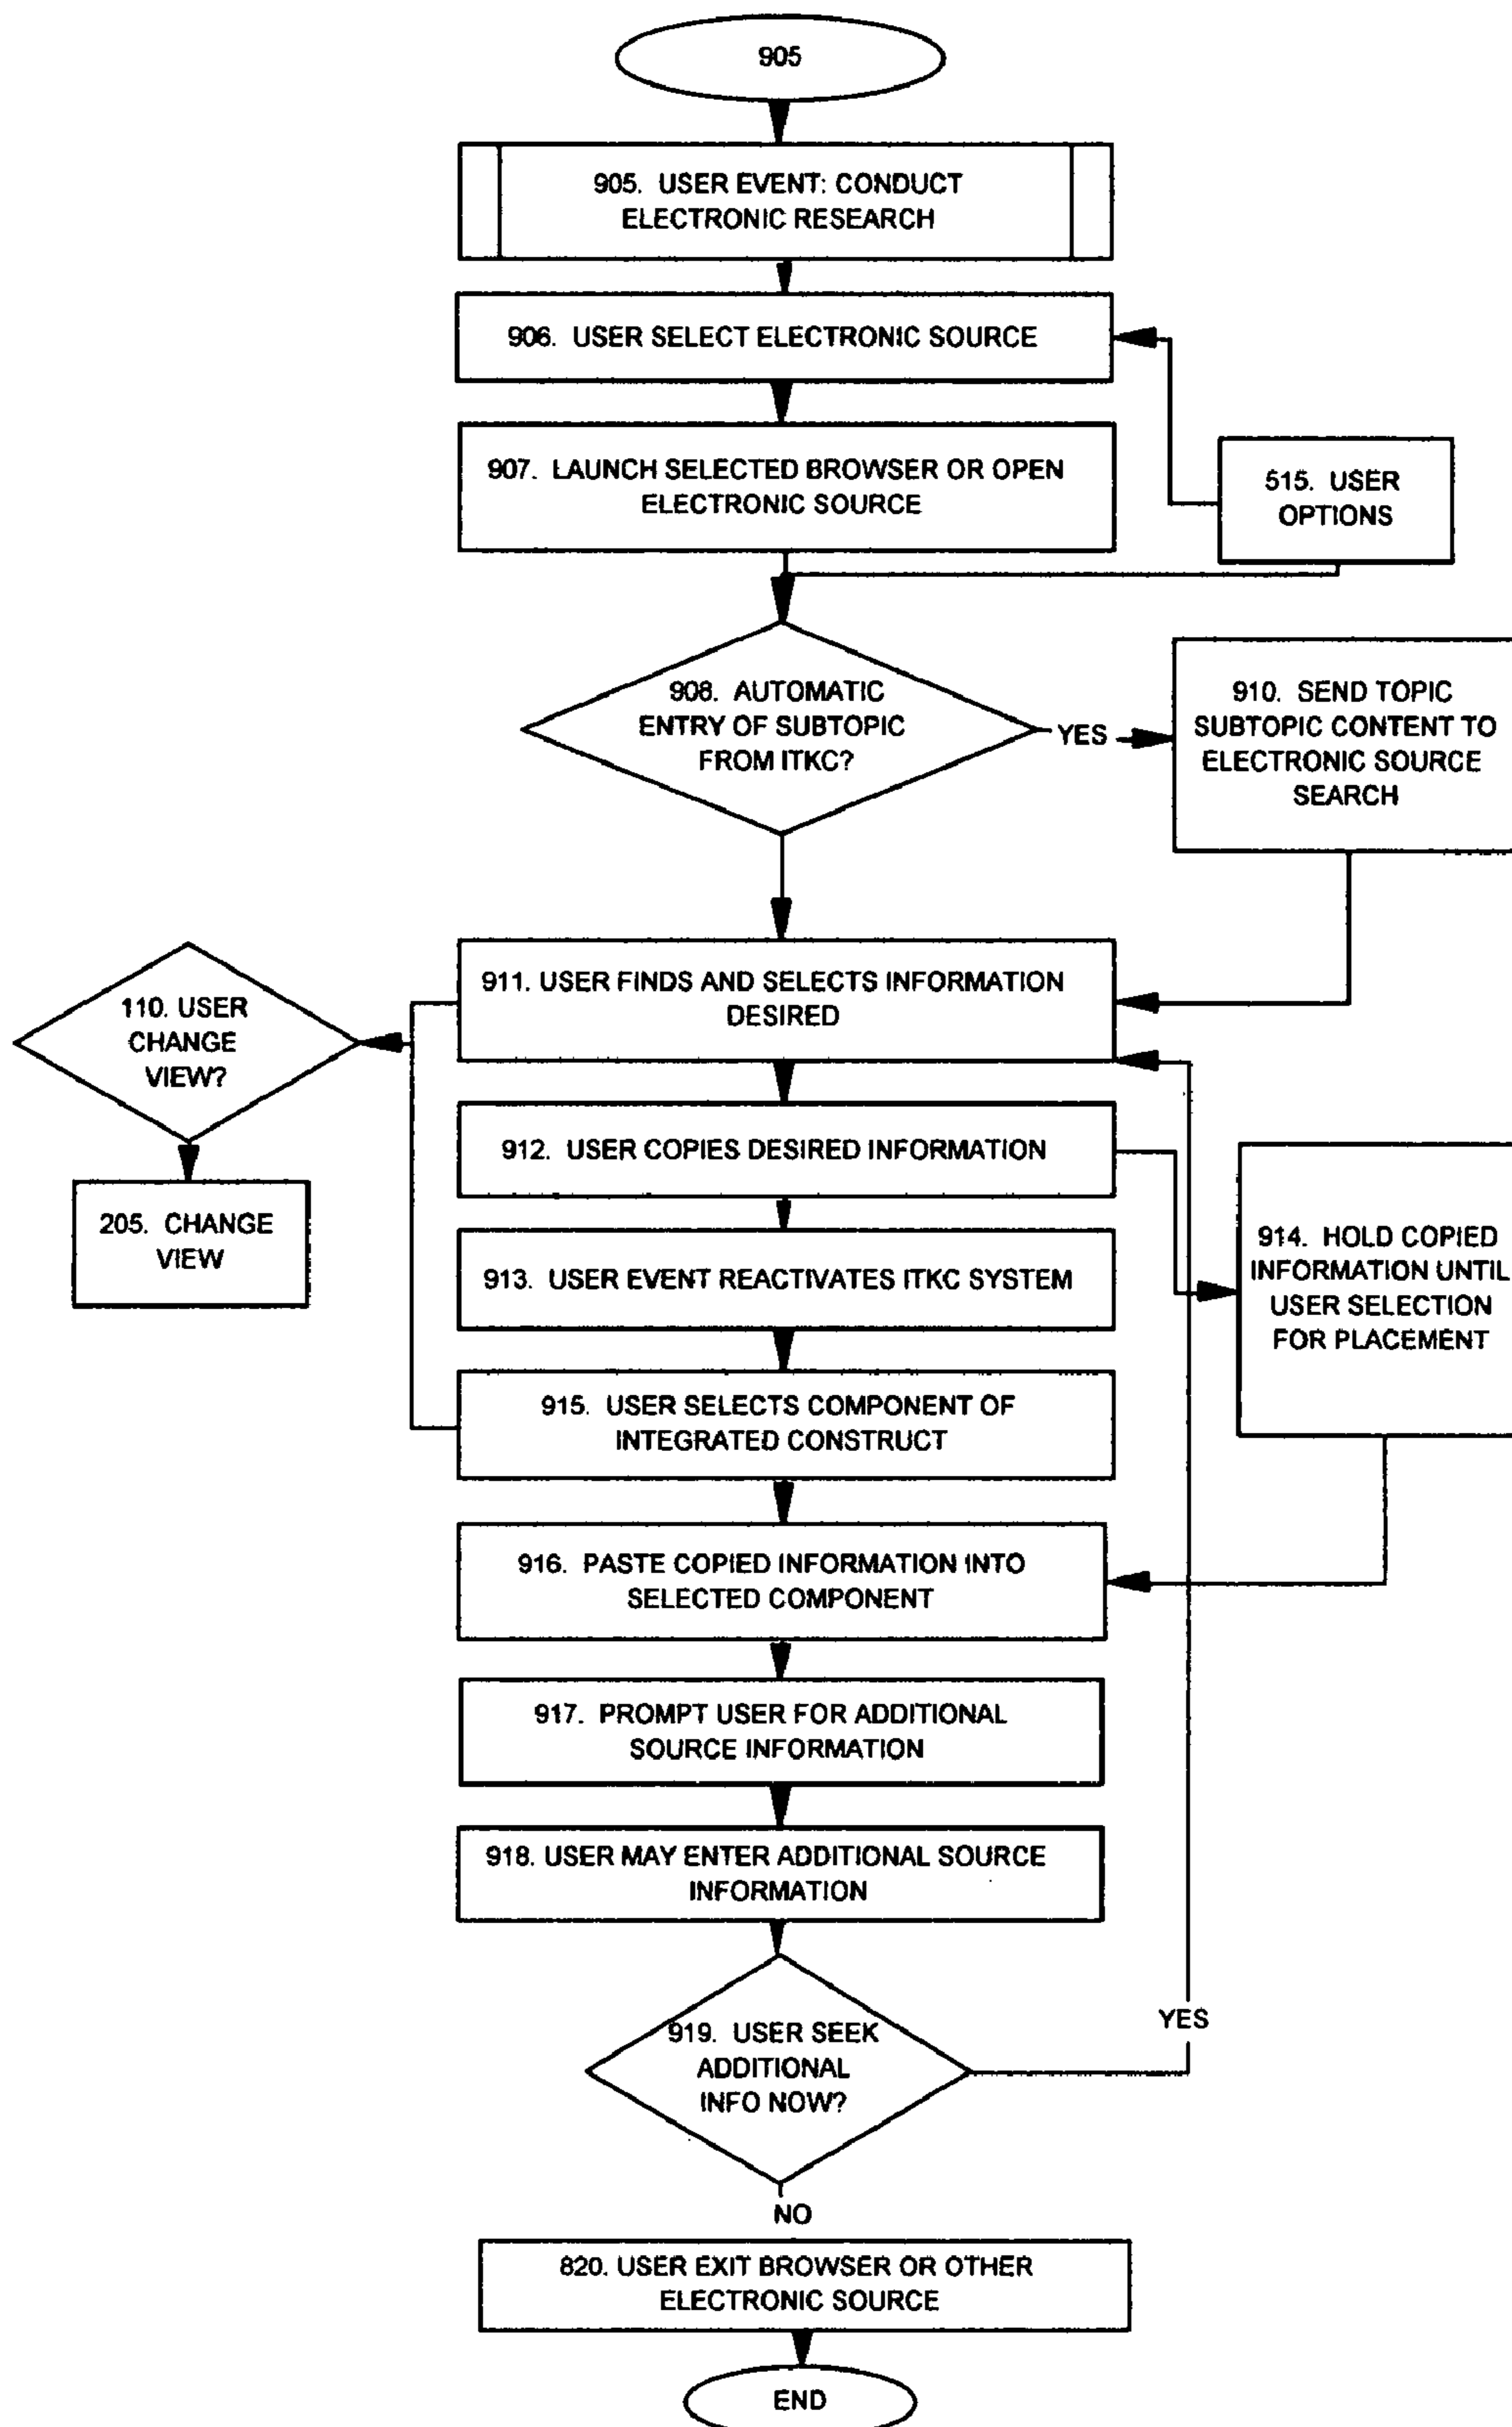 905
905. USER EVENT: CONDUCT
ELECTRONIC RESEARCH
906. USER SELECT ELECTRONIC SOURCE
907. LAUNCH SELECTED BROWSER OR OPEN
ELECTRONIC SOURCE
515. USER
OPTIONS
908. AUTOMATIC
ENTRY OF SUBTOPIC
FROM ITKC?
YES
910. SEND TOPIC
SUBTOPIC CONTENT TO
ELECTRONIC SOURCE
SEARCH
911. USER FINDS AND SELECTS INFORMATION
DESIRED
110. USER
CHANGE
VIEW?
205. CHANGE
VIEW
912. USER COPIES DESIRED INFORMATION
913. USER EVENT REACTIVATES ITKC SYSTEM
914. HOLD COPIED
INFORMATION UNTIL
USER SELECTION
FOR PLACEMENT
915. USER SELECTS COMPONENT OF
INTEGRATED CONSTRUCT
916. PASTE COPIED INFORMATION INTO
SELECTED COMPONENT
917. PROMPT USER FOR ADDITIONAL
SOURCE INFORMATION
918. USER MAY ENTER ADDITIONAL SOURCE
INFORMATION
919. USER SEEK
ADDITIONAL
INFO NOW?
YES
NO
820. USER EXIT BROWSER OR OTHER
ELECTRONIC SOURCE
END